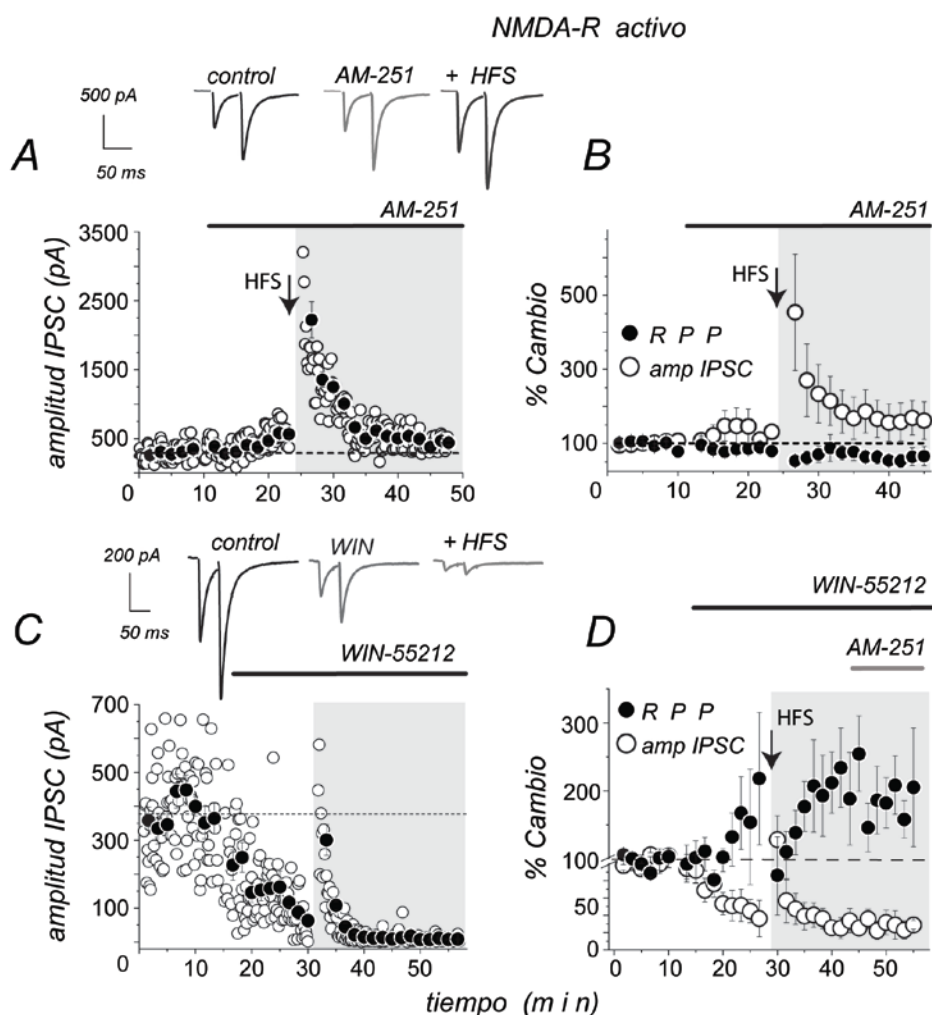 NMDA-R activo
control
AM-251
+ HFS
500 pA
50 ms
A
AM-251
amplitud IPSC (pA)
3500
2500
1500
500
HFS
0
10
20
30
40
50
B
AM-251
% Cambio
500
300
100
HFS
R P P
amp IPSC
0
10
20
30
40
control
WIN
+ HFS
200 pA
50 ms
C
WIN-55212
amplitud IPSC (pA)
700
500
300
100
0
0
10
20
30
40
50
D
WIN-55212
AM-251
% Cambio
300
200
100
50
0
R P P
amp IPSC
HFS
0
10
20
30
40
50
tiempo (m i n)